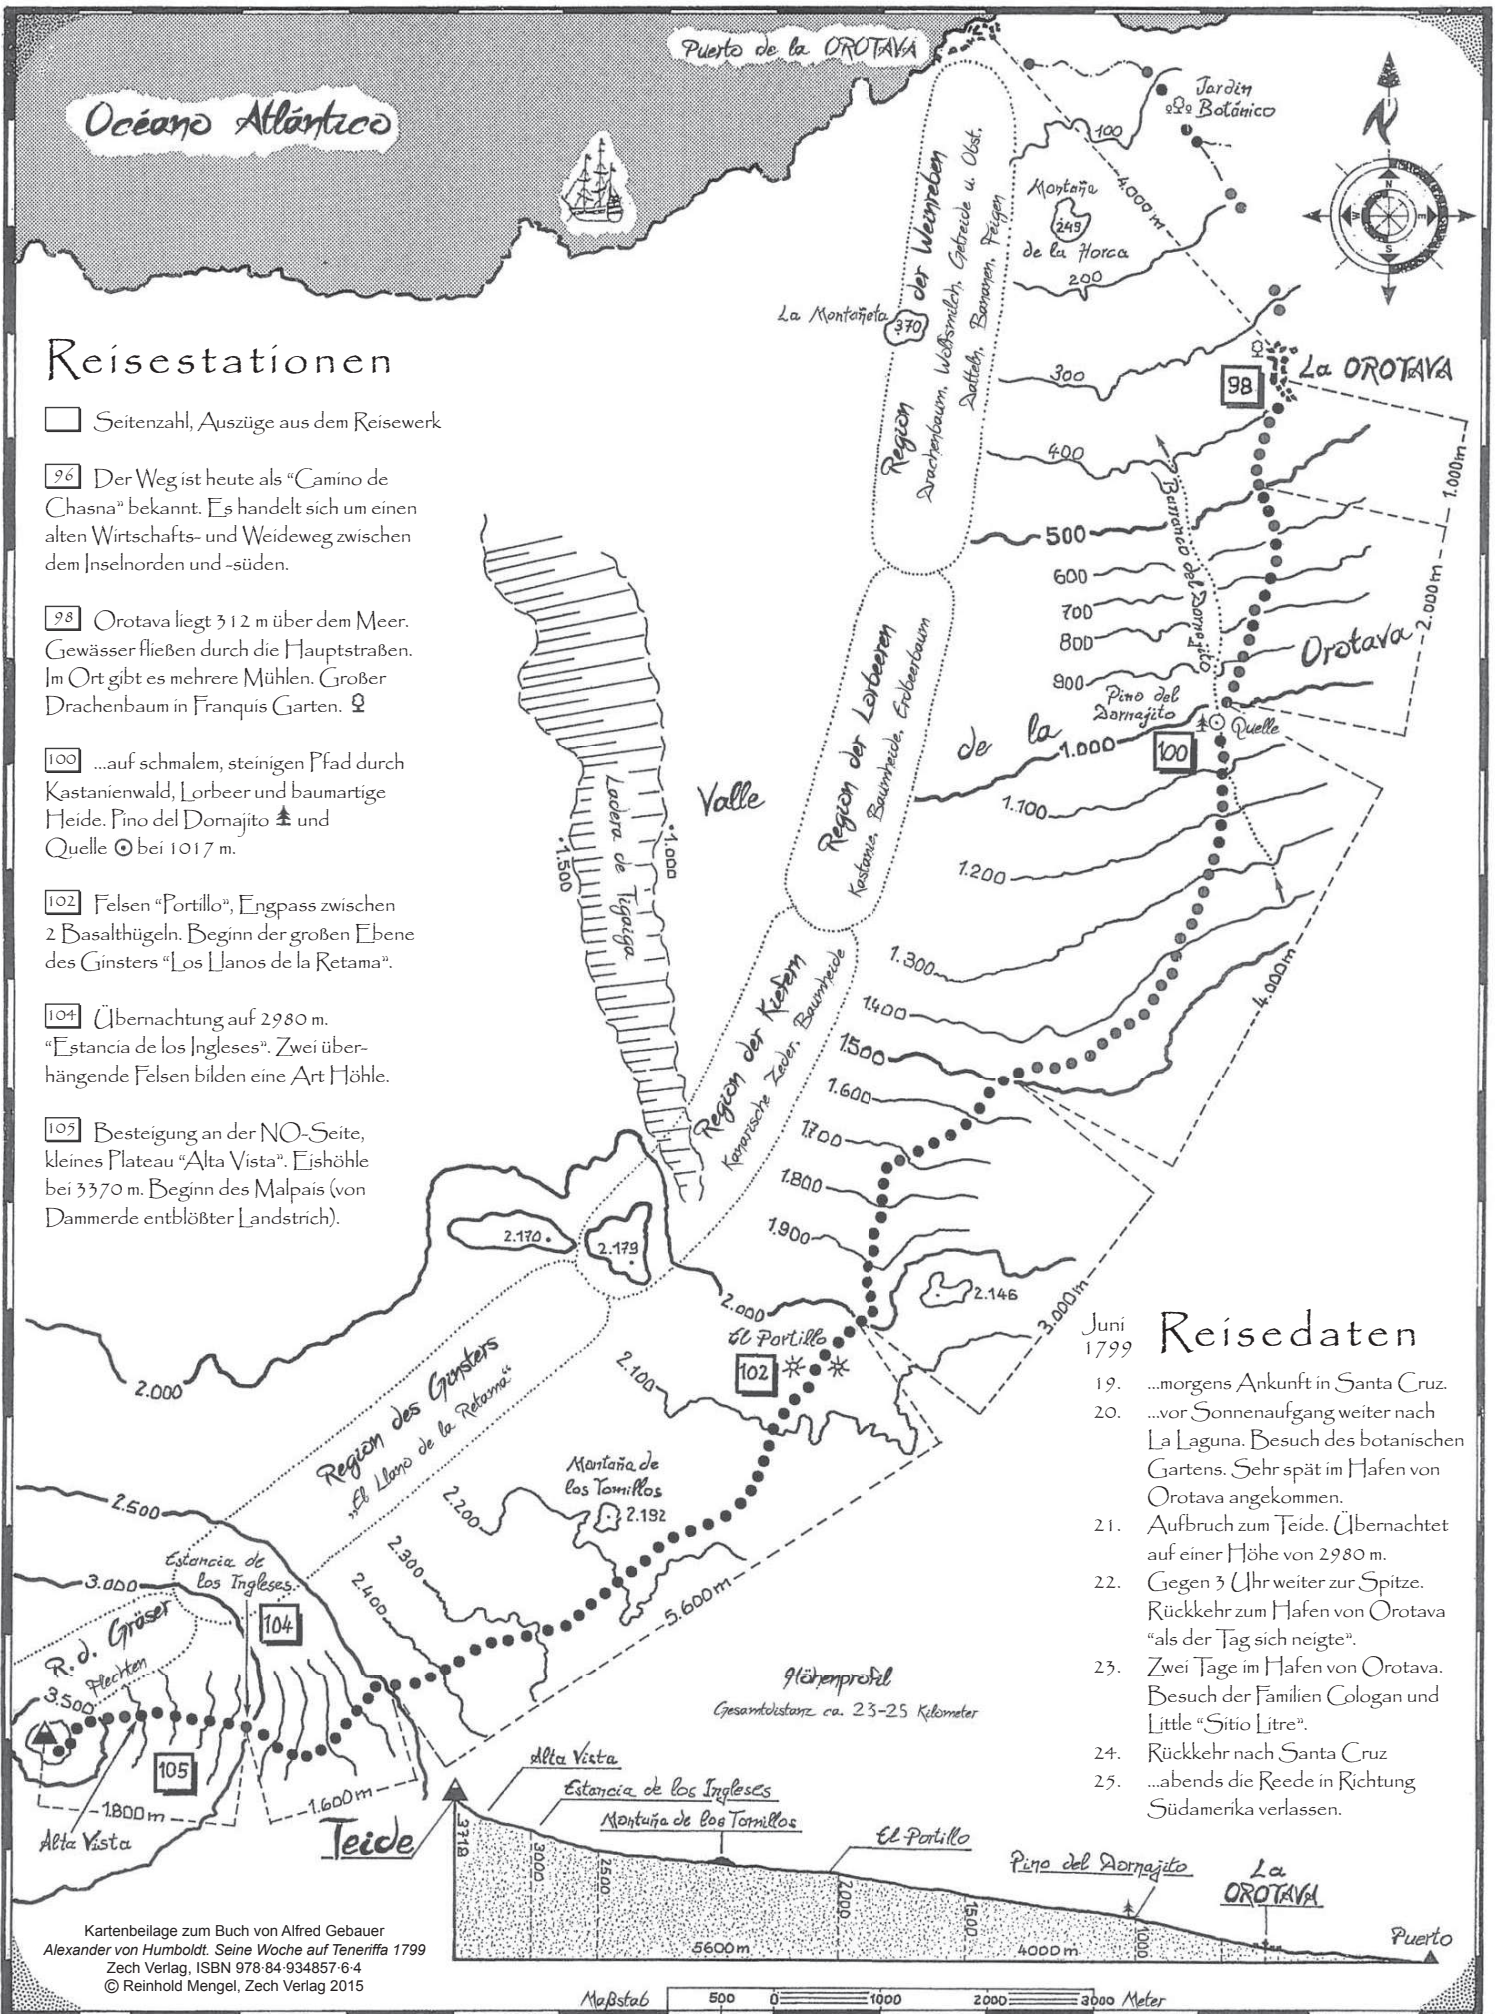 Puerto de la OROTAVA
Océano Atlántico
Jardin
Botánico
100
4.000 m
Montaña
249
de la Horca
200
N
W
E
S
Region der Weinreben
Drachenbaum, Wolfsmilch, Getreide u. Obst,
Datteln, Bananen, Feigen
La Montañeta
370
300
98
La OROTAVA
400
500
600
700
800
900
Barranco del Dornajito
1.000 m
2.000 m
Valle
de
la
Orotava
Pino del
Dornajito
Quelle
1.000
100
1.100
1.200
1.300
1.400
1.500
1.600
1.700
1.800
1.900
4.000m
3.000m
Region der Lorbeeren
Kastanie, Baumheide, Erdbeerbaum
Region der Kiefern
Kanarische Zeder, Baumheide
Ladera de Tigaiga
1.500
1.000
Reisestationen
Seitenzahl, Auszüge aus dem Reisewerk
96 Der Weg ist heute als “Camino de
Chasna” bekannt. Es handelt sich um einen
alten Wirtschafts- und Weideweg zwischen
dem Inselnorden und -süden.
98 Orotava liegt 312 m über dem Meer.
Gewässer fließen durch die Hauptstraßen.
Im Ort gibt es mehrere Mühlen. Großer
Drachenbaum in Franquis Garten.
100 ...auf schmalem, steinigen Pfad durch
Kastanienwald, Lorbeer und baumartige
Heide. Pino del Dornajito und
Quelle bei 1017 m.
102 Felsen “Portillo”, Engpass zwischen
2 Basalthügeln. Beginn der großen Ebene
des Ginsters “Los Llanos de la Retama”.
104 Übernachtung auf 2980 m.
“Estancia de los Ingleses”. Zwei über-
hängende Felsen bilden eine Art Höhle.
105 Besteigung an der NO-Seite,
kleines Plateau “Alta Vista”. Eishöhle
bei 3370 m. Beginn des Malpais (von
Dammerde entblößter Landstrich).
2.170
2.179
2.146
2.000
El Portillo
102
2.000
2.100
Region des Ginsters
„El Llano de la Retama“
Montaña de
los Tomillos
2.192
2.200
2.300
2.400
2.500
5.600m
Estancia de
los Ingleses
3.000
104
R. d. Gräser
Flechten
3.500
105
1.800m
1.600m
Alta Vista
Teide
Juni
1799
Reisedaten
19. ...morgens Ankunft in Santa Cruz.
20. ...vor Sonnenaufgang weiter nach
La Laguna. Besuch des botanischen
Gartens. Sehr spät im Hafen von
Orotava angekommen.
21. Aufbruch zum Teide. Übernachtet
auf einer Höhe von 2980 m.
22. Gegen 3 Uhr weiter zur Spitze.
Rückkehr zum Hafen von Orotava
“als der Tag sich neigte”.
23. Zwei Tage im Hafen von Orotava.
Besuch der Familien Cologan und
Little “Sitio Litre”.
24. Rückkehr nach Santa Cruz
25. ...abends die Reede in Richtung
Südamerika verlassen.
Höhenprofil
Gesamtdistanz ca. 23-25 Kilometer
Alta Vista
Estancia de los Ingleses
Montaña de los Tomillos
El Portillo
Pino del Dornajito
La
OROTAVA
Puerto
3718
3000
2500
2000
1500
1000
5600m
4000m
Maßstab 500 0 1000 2000 3000 Meter
Kartenbeilage zum Buch von Alfred Gebauer
Alexander von Humboldt. Seine Woche auf Teneriffa 1799
Zech Verlag, ISBN 978-84-934857-6-4
© Reinhold Mengel, Zech Verlag 2015